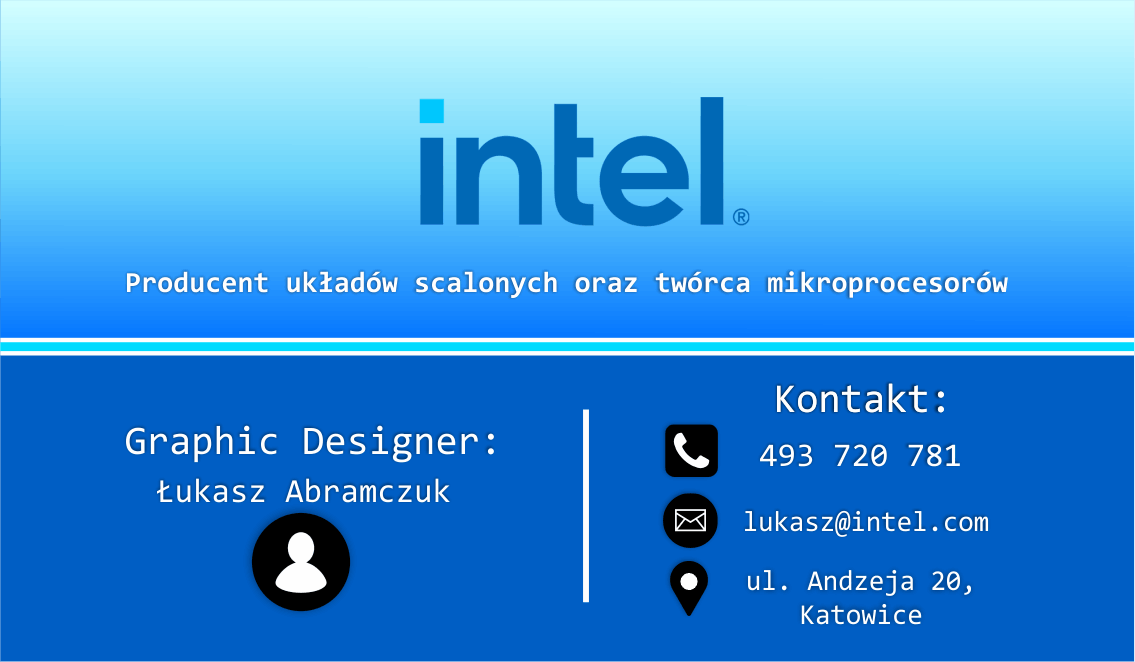 intel®
Producent układów scalonych oraz twórca mikroprocesorów
Graphic Designer:
Łukasz Abramczuk
Kontakt:
493 720 781
lukasz@intel.com
ul. Andzeja 20,
Katowice